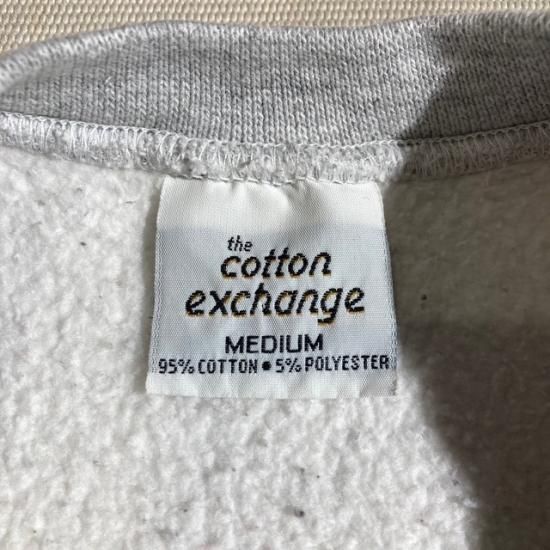 the
cotton
exchange
MEDIUM
95% COTTON • 5% POLYESTER